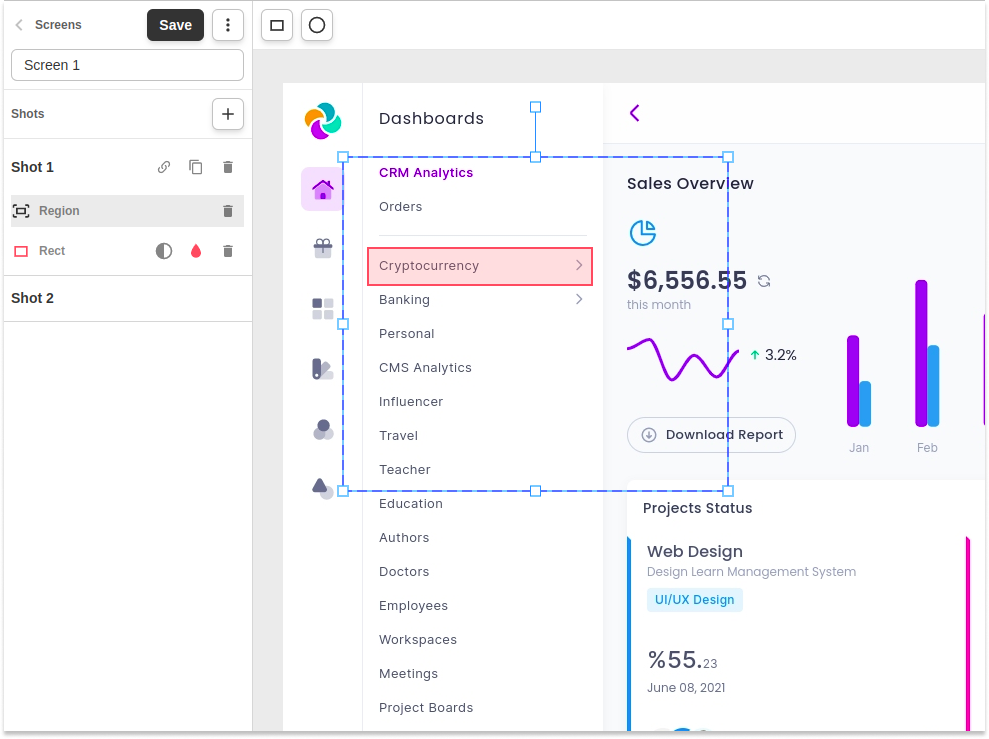 Screens
Save
Screen 1
Shots
Shot 1
Region
Rect
Shot 2
Dashboards
CRM Analytics
Orders
Cryptocurrency
Banking
Personal
CMS Analytics
Influencer
Travel
Teacher
Education
Authors
Doctors
Employees
Workspaces
Meetings
Project Boards
Sales Overview
$6,556.55
this month
3.2%
Download Report
Jan
Feb
Projects Status
Web Design
Design Learn Management System
UI/UX Design
%55.23
June 08, 2021